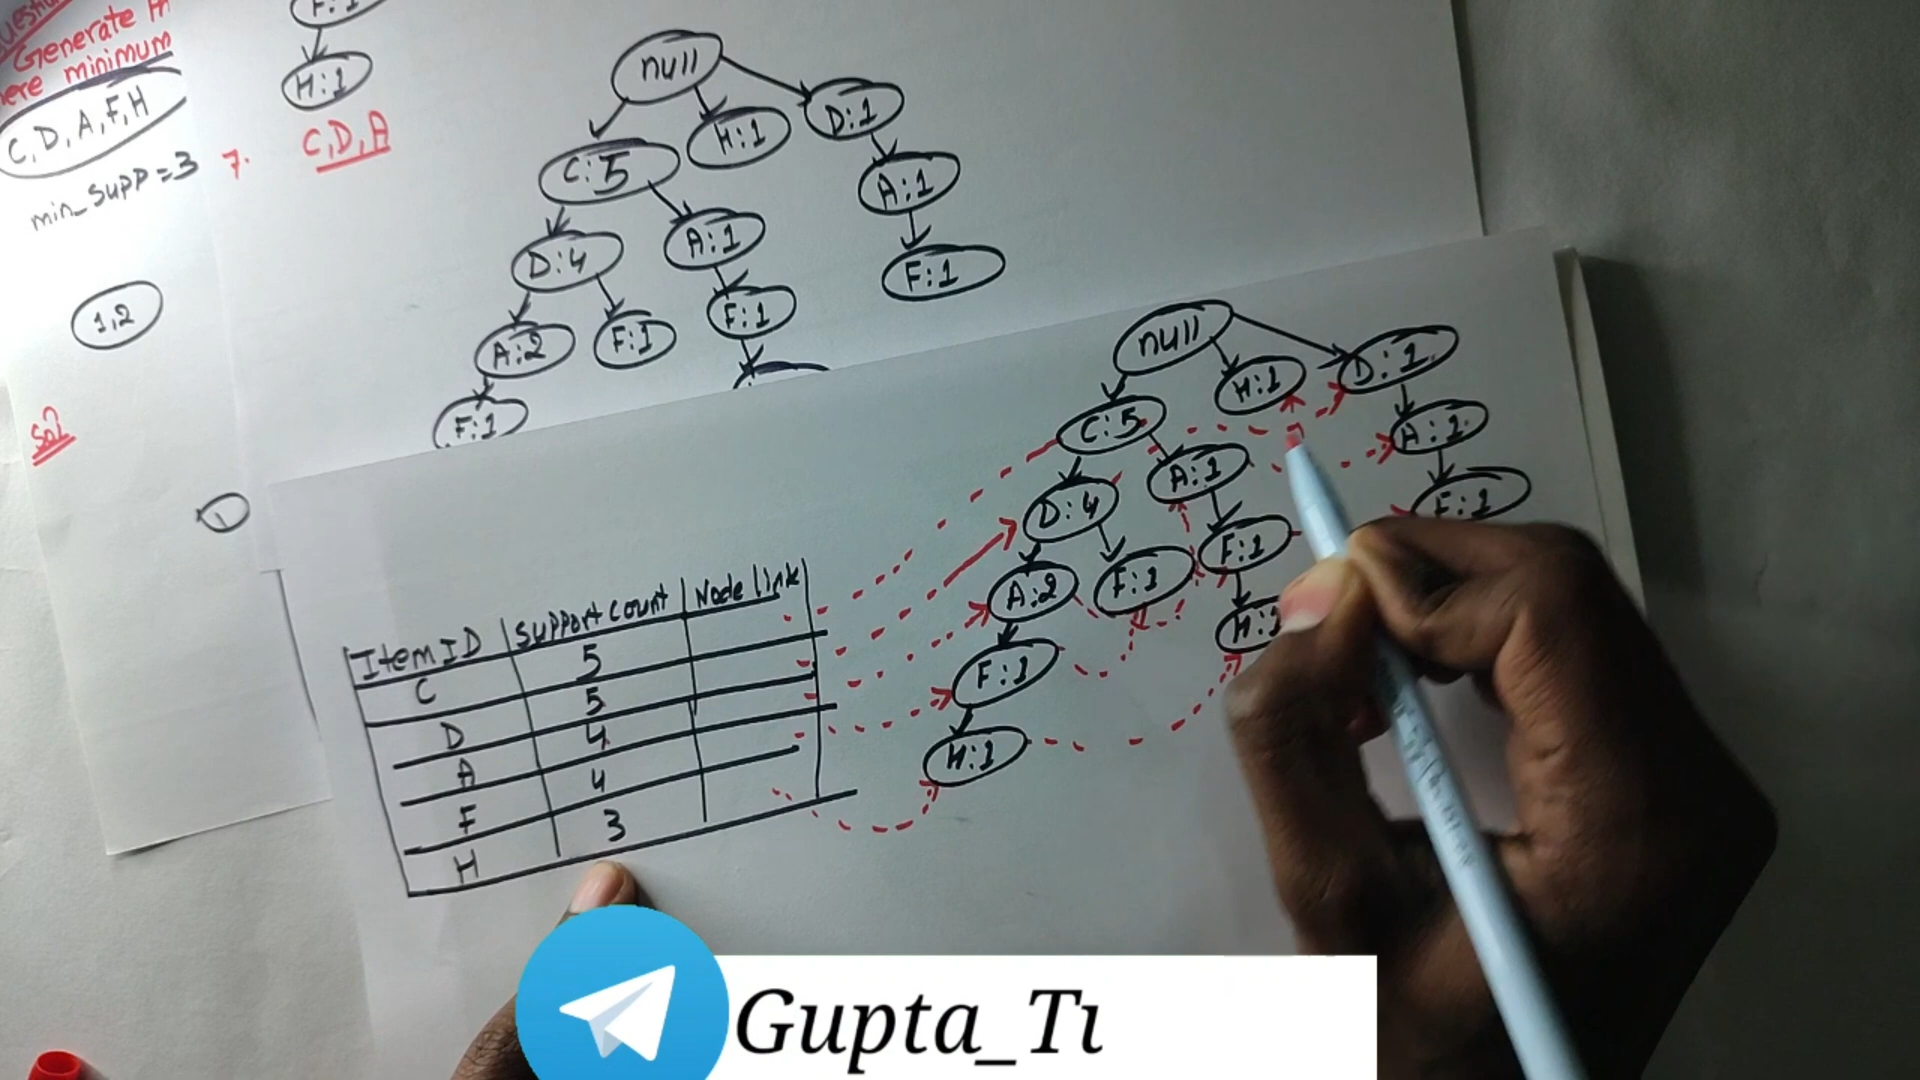 Generate
ere minimum
C, D, A, F, H
min_supp = 3
1,2
Sol
1
H:1
7. C,D,A
null
C:5
H:1
D:1
D:4
A:1
A:1
A:2
F:1
F:1
F:1
F:1
null
C:5
H:1
D:1
D:4
A:1
A:1
A:2
F:1
F:1
F:1
F:1
H:1
H:1
Item ID support count Node link
C 5
D 5
A 4
F 4
H 3
Gupta_T